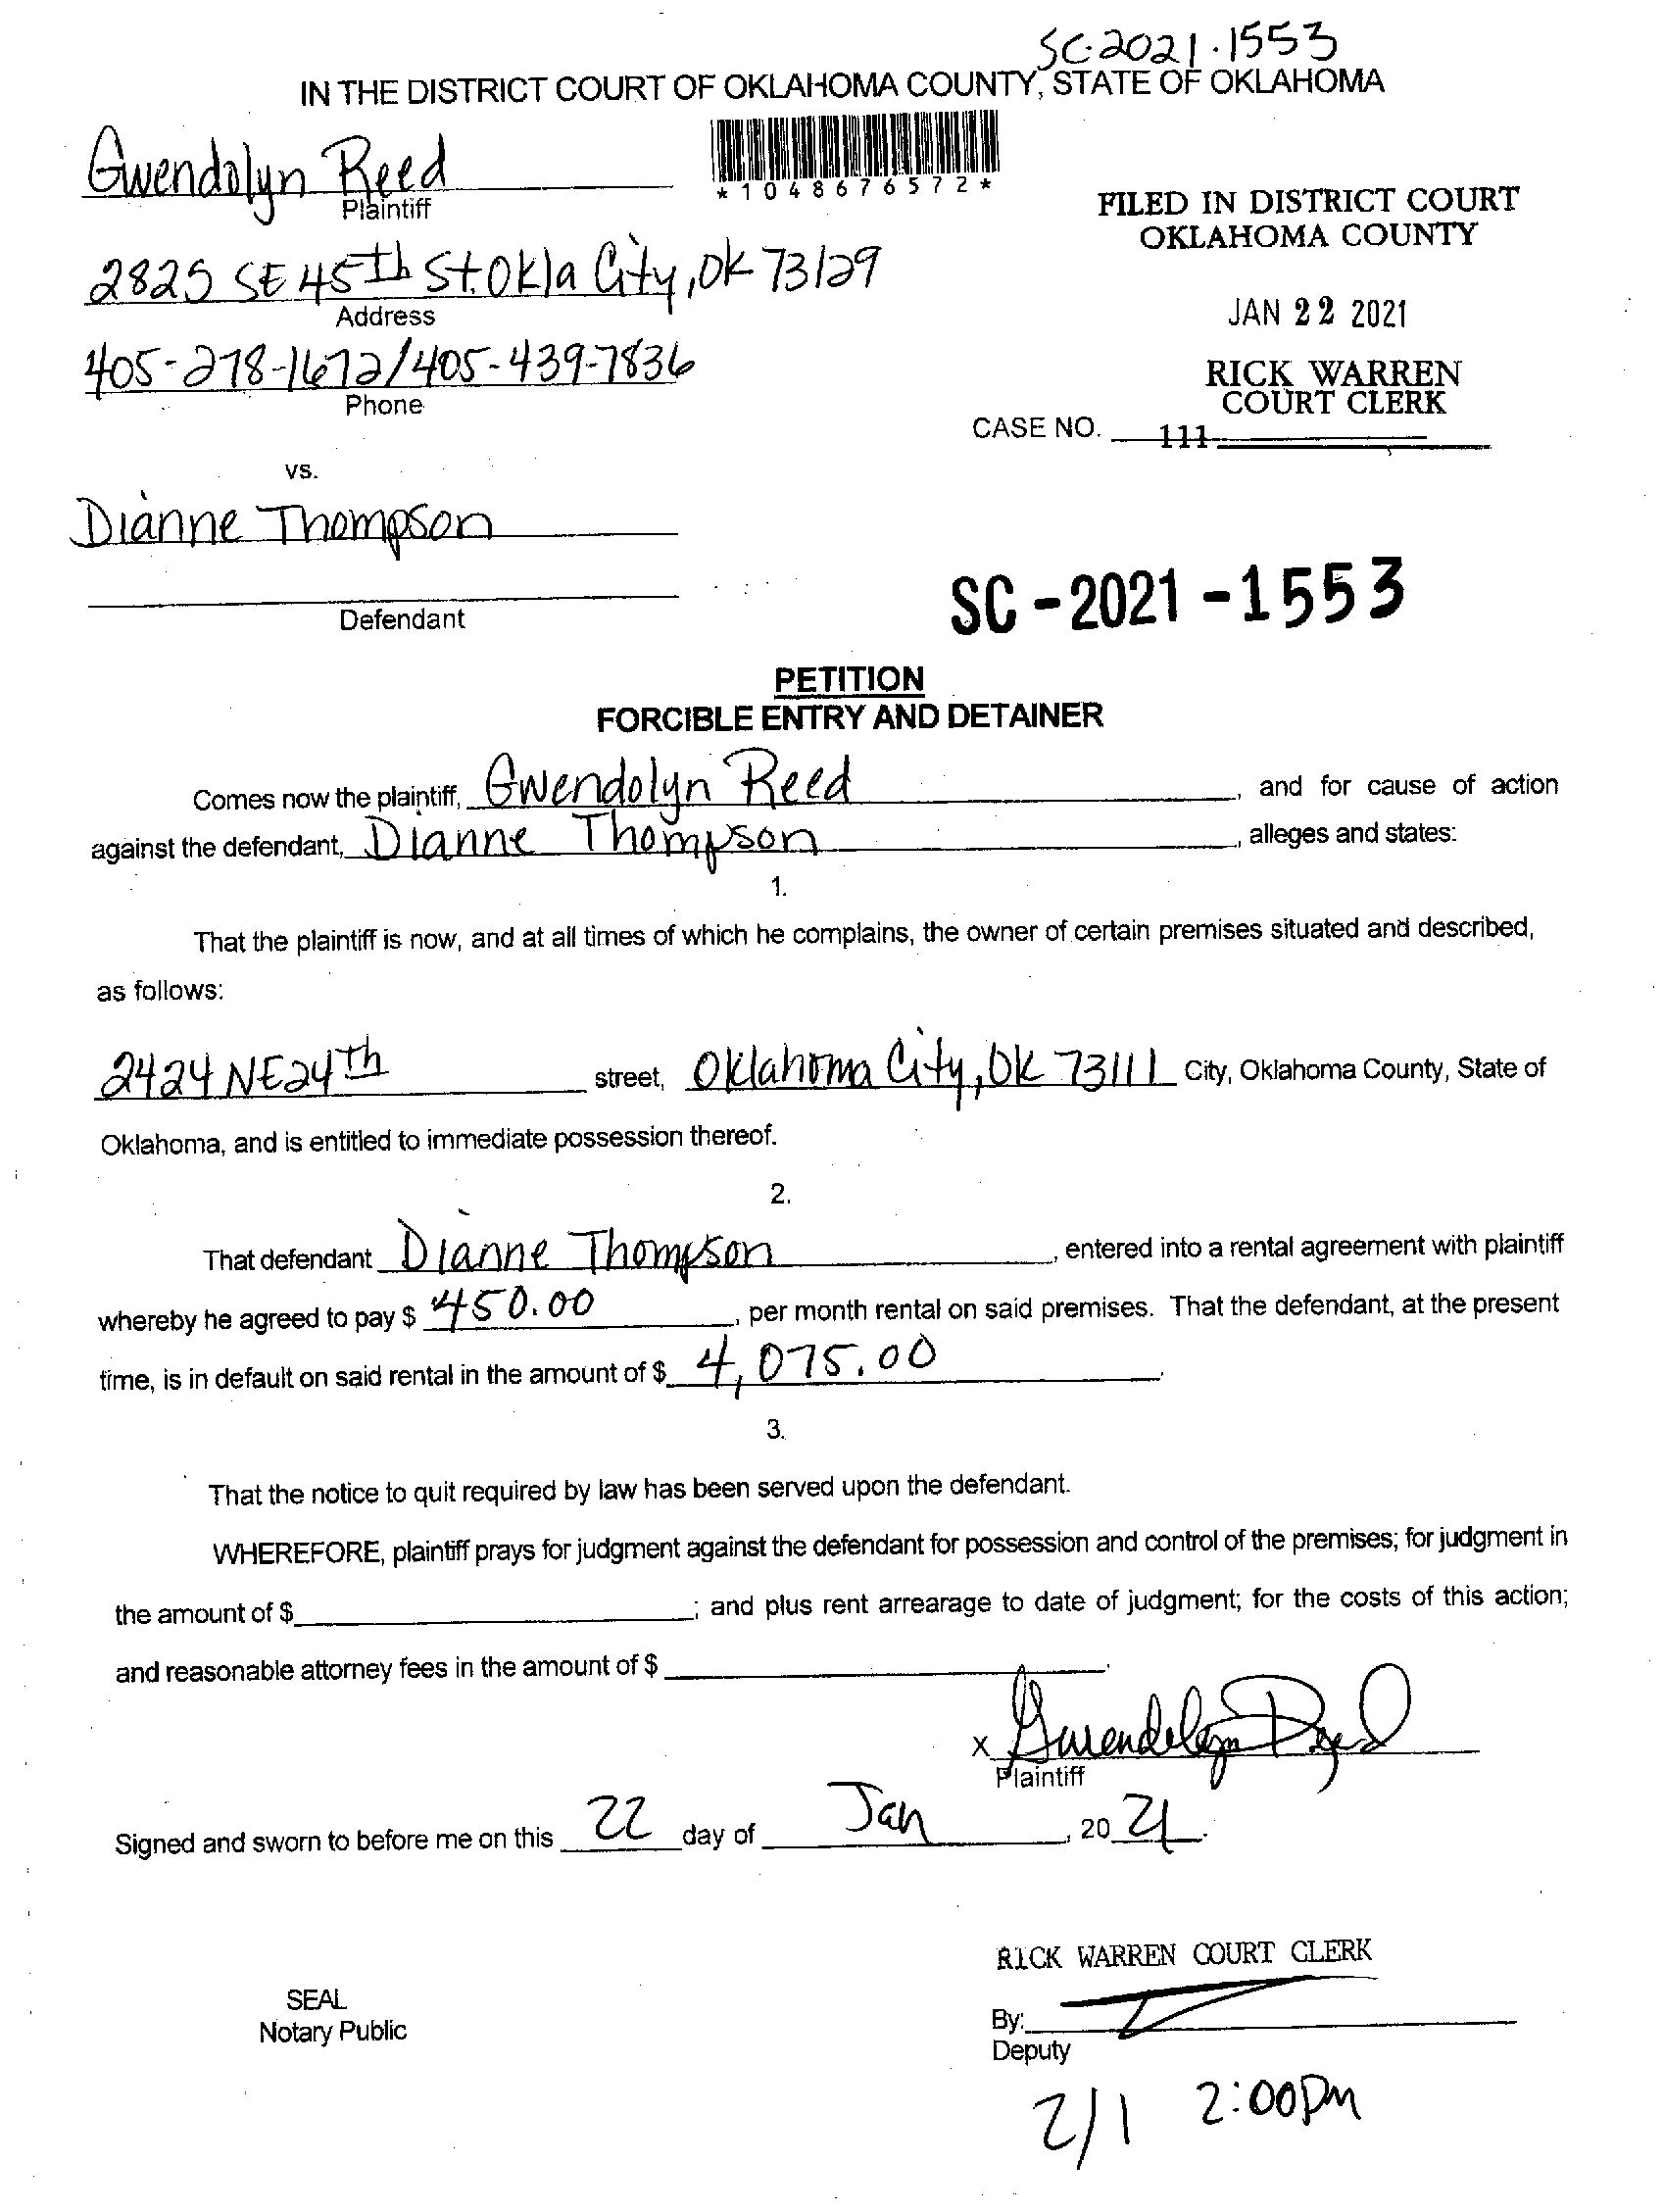 SC-2021-1553
IN THE DISTRICT COURT OF OKLAHOMA COUNTY, STATE OF OKLAHOMA
Gwendolyn Reed
Plaintiff
*1048676572*
FILED IN DISTRICT COURT
OKLAHOMA COUNTY
2825 SE 45Th St. Okla City, OK 73129
Address
JAN 22 2021
405-278-1672/405-439-7836
Phone
RICK WARREN
COURT CLERK
CASE NO. 111
vs.
Dianne Thompson
Defendant
SC-2021-1553
PETITION
FORCIBLE ENTRY AND DETAINER
Comes now the plaintiff, Gwendolyn Reed, and for cause of action
against the defendant, Dianne Thompson, alleges and states:
1.
That the plaintiff is now, and at all times of which he complains, the owner of certain premises situated and described,
as follows:
2424 NE 24Th street, Oklahoma City, OK 73111 City, Oklahoma County, State of
Oklahoma, and is entitled to immediate possession thereof.
2.
That defendant Dianne Thompson, entered into a rental agreement with plaintiff
whereby he agreed to pay $ 450.00, per month rental on said premises. That the defendant, at the present
time, is in default on said rental in the amount of $ 4,075.00.
3.
That the notice to quit required by law has been served upon the defendant.
WHEREFORE, plaintiff prays for judgment against the defendant for possession and control of the premises; for judgment in
the amount of $ ; and plus rent arrearage to date of judgment; for the costs of this action;
and reasonable attorney fees in the amount of $ .
x Gwendolyn Reed
Plaintiff
Signed and sworn to before me on this 22 day of Jan, 20 21.
RICK WARREN COURT CLERK
SEAL
Notary Public
By:
Deputy
2/1 2:00pm